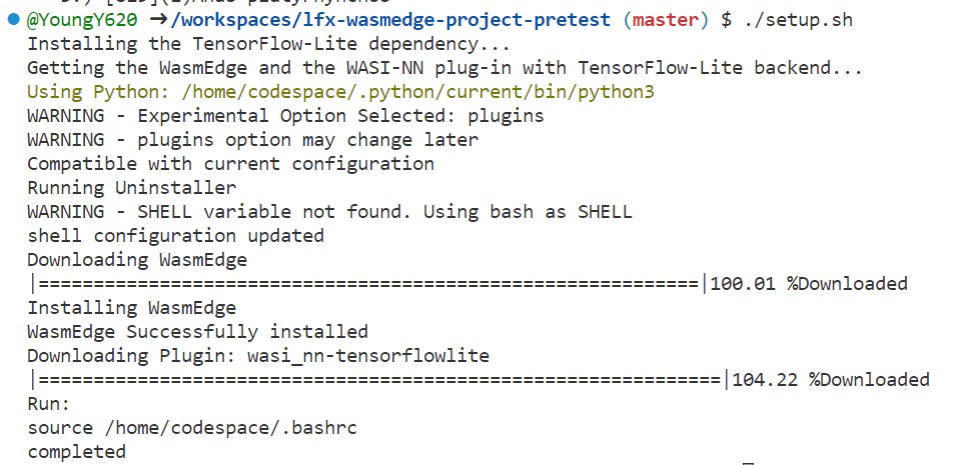 @YoungY620 ➜/workspaces/lfx-wasmedge-project-pretest (master) $ ./setup.sh
Installing the TensorFlow-Lite dependency...
Getting the WasmEdge and the WASI-NN plug-in with TensorFlow-Lite backend...
Using Python: /home/codespace/.python/current/bin/python3
WARNING - Experimental Option Selected: plugins
WARNING - plugins option may change later
Compatible with current configuration
Running Uninstaller
WARNING - SHELL variable not found. Using bash as SHELL
shell configuration updated
Downloading WasmEdge
|============================================================|100.01 %Downloaded
Installing WasmEdge
WasmEdge Successfully installed
Downloading Plugin: wasi_nn-tensorflowlite
|==============================================================|104.22 %Downloaded
Run:
source /home/codespace/.bashrc
completed